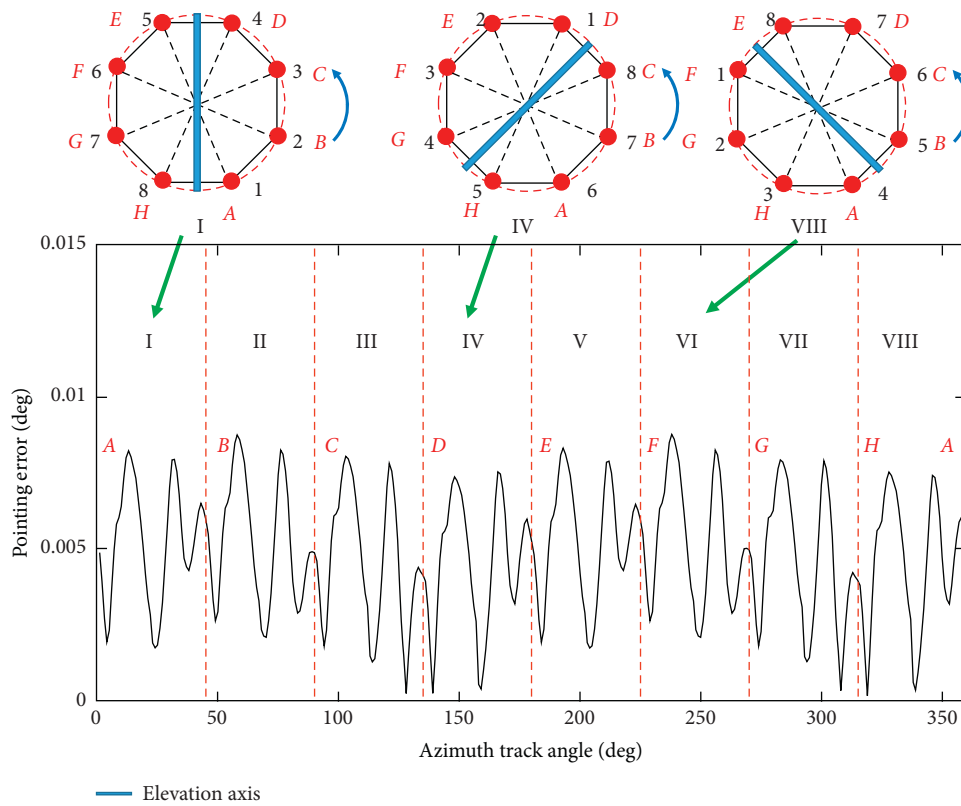 E 5 4 D
F 6 3 C
G 7 2 B
8 1
H A
I
E 2 1 D
F 3 8 C
G 4 7 B
5 6
H A
IV
E 8 7 D
F 1 6 C
G 2 5 B
3 4
H A
VIII
0.015
I II III IV V VI VII VIII
0.01
A B C D E F G H A
Pointing error (deg)
0.005
0
0 50 100 150 200 250 300 350
Azimuth track angle (deg)
Elevation axis